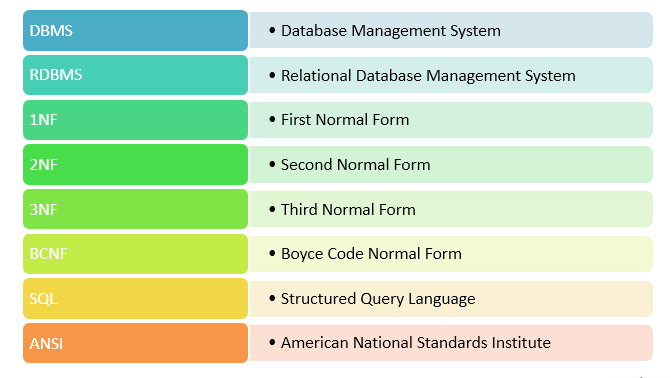 DBMS • Database Management System
RDBMS • Relational Database Management System
1NF • First Normal Form
2NF • Second Normal Form
3NF • Third Normal Form
BCNF • Boyce Code Normal Form
SQL • Structured Query Language
ANSI • American National Standards Institute